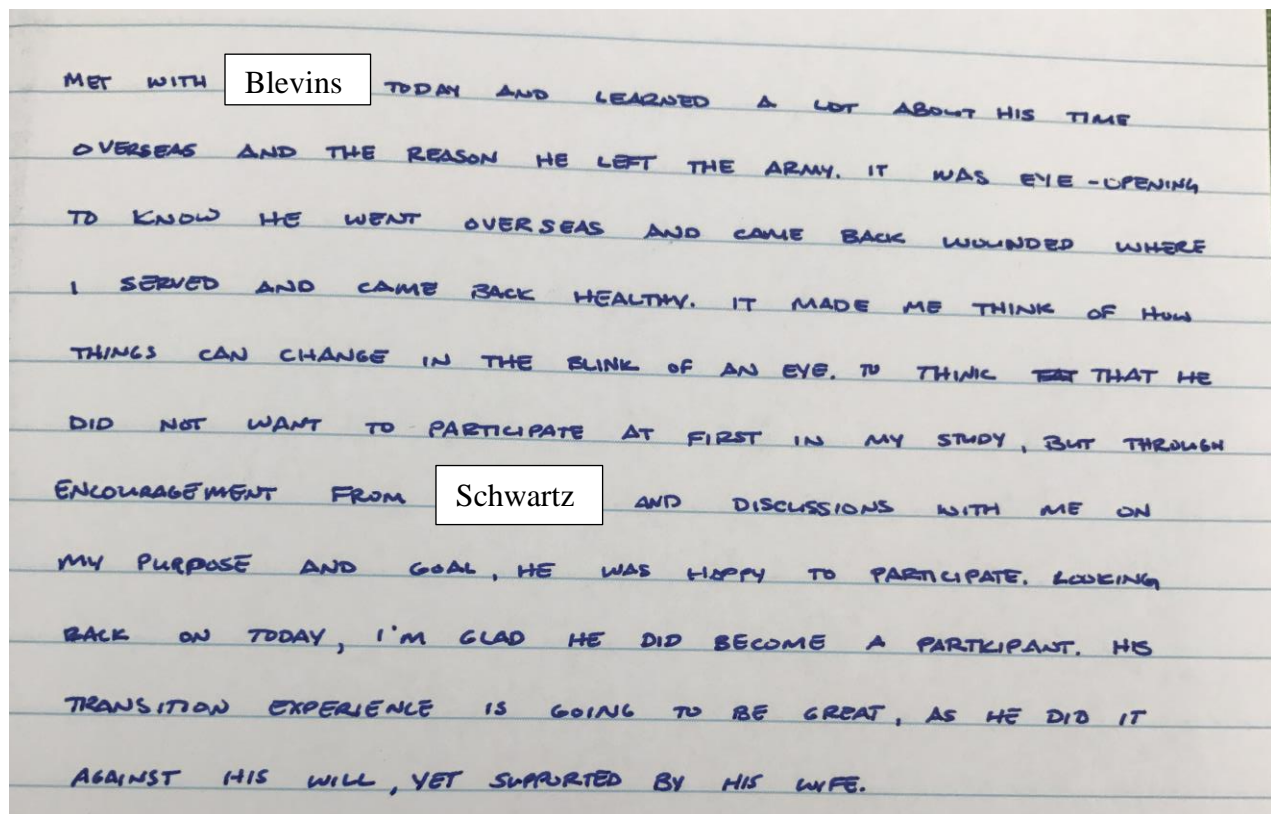 MET WITH Blevins TODAY AND LEARNED A LOT ABOUT HIS TIME
OVERSEAS AND THE REASON HE LEFT THE ARMY. IT WAS EYE-OPENING
TO KNOW HE WENT OVERSEAS AND CAME BACK WOUNDED WHERE
I SERVED AND CAME BACK HEALTHY. IT MADE ME THINK OF HOW
THINGS CAN CHANGE IN THE BLINK OF AN EYE. TO THINK THAT HE
DID NOT WANT TO PARTICIPATE AT FIRST IN MY STUDY, BUT THROUGH
ENCOURAGEMENT FROM Schwartz AND DISCUSSIONS WITH ME ON
MY PURPOSE AND GOAL, HE WAS HAPPY TO PARTICIPATE. LOOKING
BACK ON TODAY, I'M GLAD HE DID BECOME A PARTICIPANT. HIS
TRANSITION EXPERIENCE IS GOING TO BE GREAT, AS HE DID IT
AGAINST HIS WILL, YET SUPPORTED BY HIS WIFE.